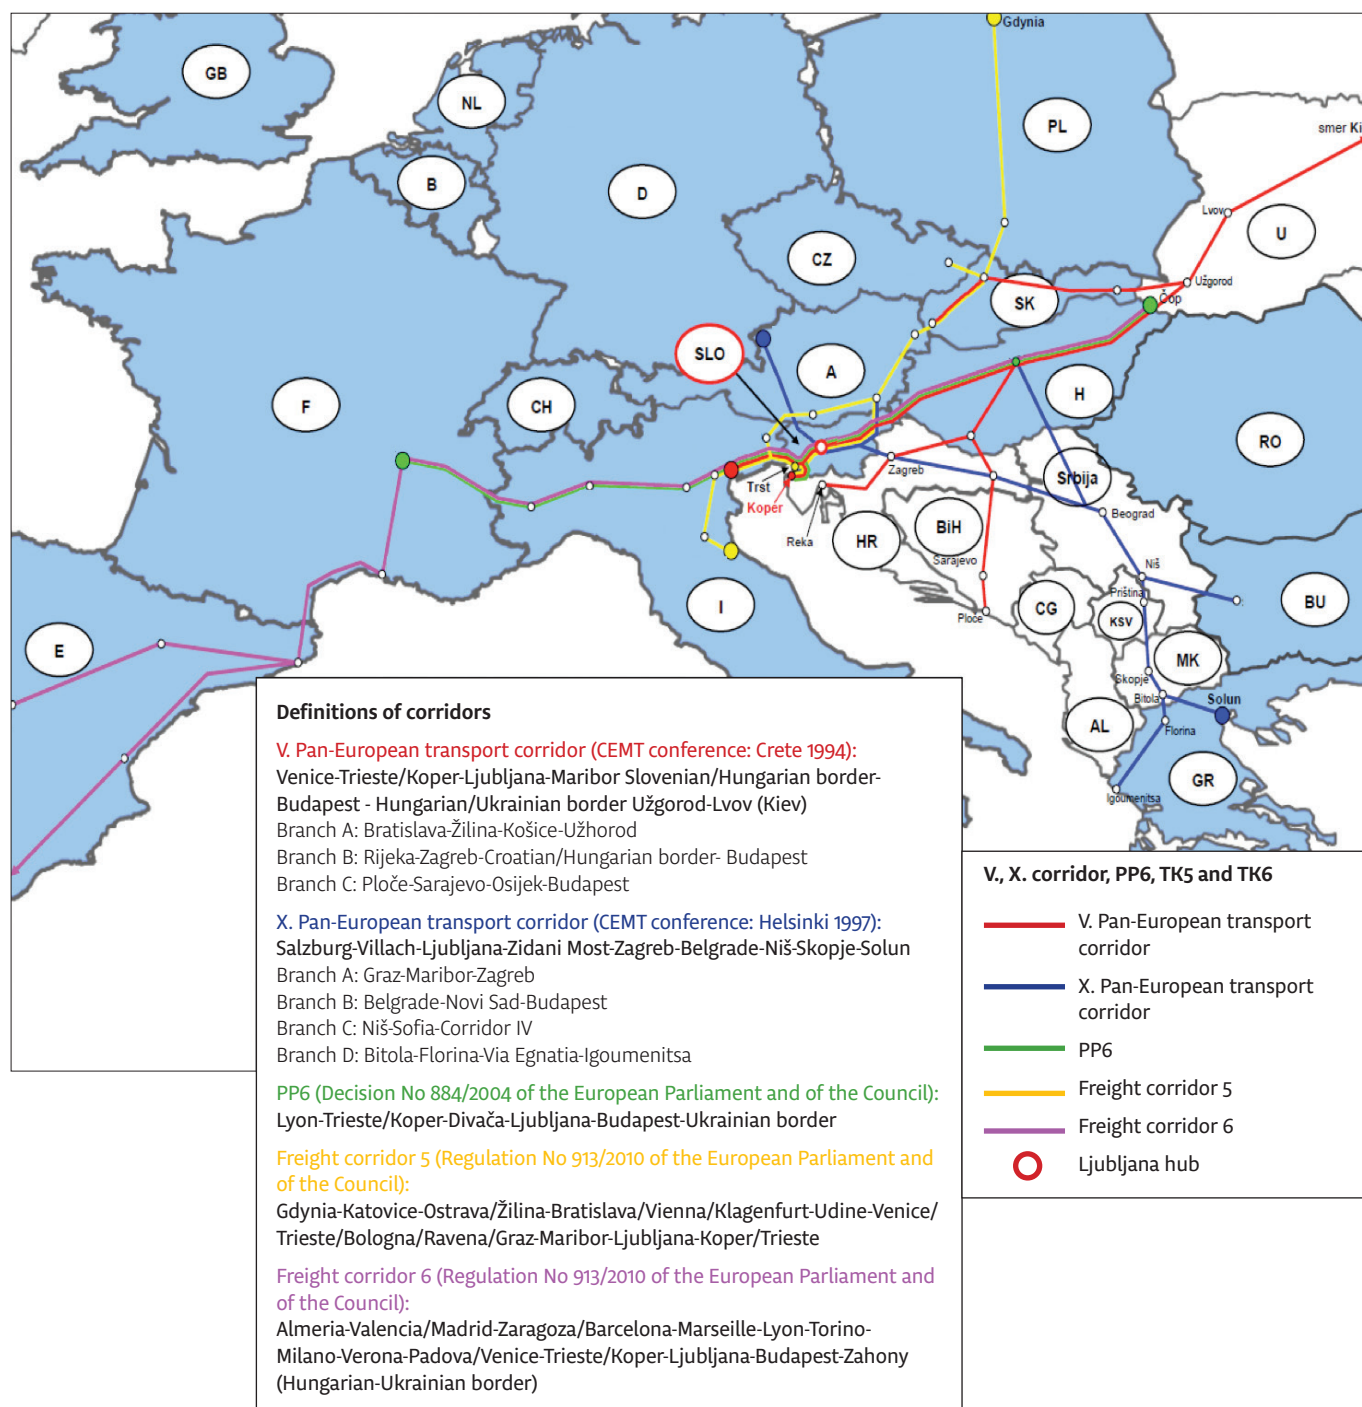 Gdynia
GB
NL
PL
smer Ki
B
D
Lvov
U
CZ
Užgorod
SK
Čop
SLO
A
F
CH
H
RO
Zagreb
Trst
Srbija
Koper
Beograd
Reka
HR
BiH
Sarajevo
Niš
Priština
I
CG
KSV
BU
Ploče
E
MK
Skopje
Bitola
Solun
AL
Florina
GR
Igoumenitsa
Definitions of corridors
V. Pan-European transport corridor (CEMT conference: Crete 1994):
Venice-Trieste/Koper-Ljubljana-Maribor Slovenian/Hungarian border-
Budapest - Hungarian/Ukrainian border Užgorod-Lvov (Kiev)
Branch A: Bratislava-Žilina-Košice-Užhorod
Branch B: Rijeka-Zagreb-Croatian/Hungarian border- Budapest
Branch C: Ploče-Sarajevo-Osijek-Budapest
X. Pan-European transport corridor (CEMT conference: Helsinki 1997):
Salzburg-Villach-Ljubljana-Zidani Most-Zagreb-Belgrade-Niš-Skopje-Solun
Branch A: Graz-Maribor-Zagreb
Branch B: Belgrade-Novi Sad-Budapest
Branch C: Niš-Sofia-Corridor IV
Branch D: Bitola-Florina-Via Egnatia-Igoumenitsa
PP6 (Decision No 884/2004 of the European Parliament and of the Council):
Lyon-Trieste/Koper-Divača-Ljubljana-Budapest-Ukrainian border
Freight corridor 5 (Regulation No 913/2010 of the European Parliament and
of the Council):
Gdynia-Katovice-Ostrava/Žilina-Bratislava/Vienna/Klagenfurt-Udine-Venice/
Trieste/Bologna/Ravena/Graz-Maribor-Ljubljana-Koper/Trieste
Freight corridor 6 (Regulation No 913/2010 of the European Parliament and
of the Council):
Almeria-Valencia/Madrid-Zaragoza/Barcelona-Marseille-Lyon-Torino-
Milano-Verona-Padova/Venice-Trieste/Koper-Ljubljana-Budapest-Zahony
(Hungarian-Ukrainian border)
V., X. corridor, PP6, TK5 and TK6
V. Pan-European transport
corridor
X. Pan-European transport
corridor
PP6
Freight corridor 5
Freight corridor 6
Ljubljana hub